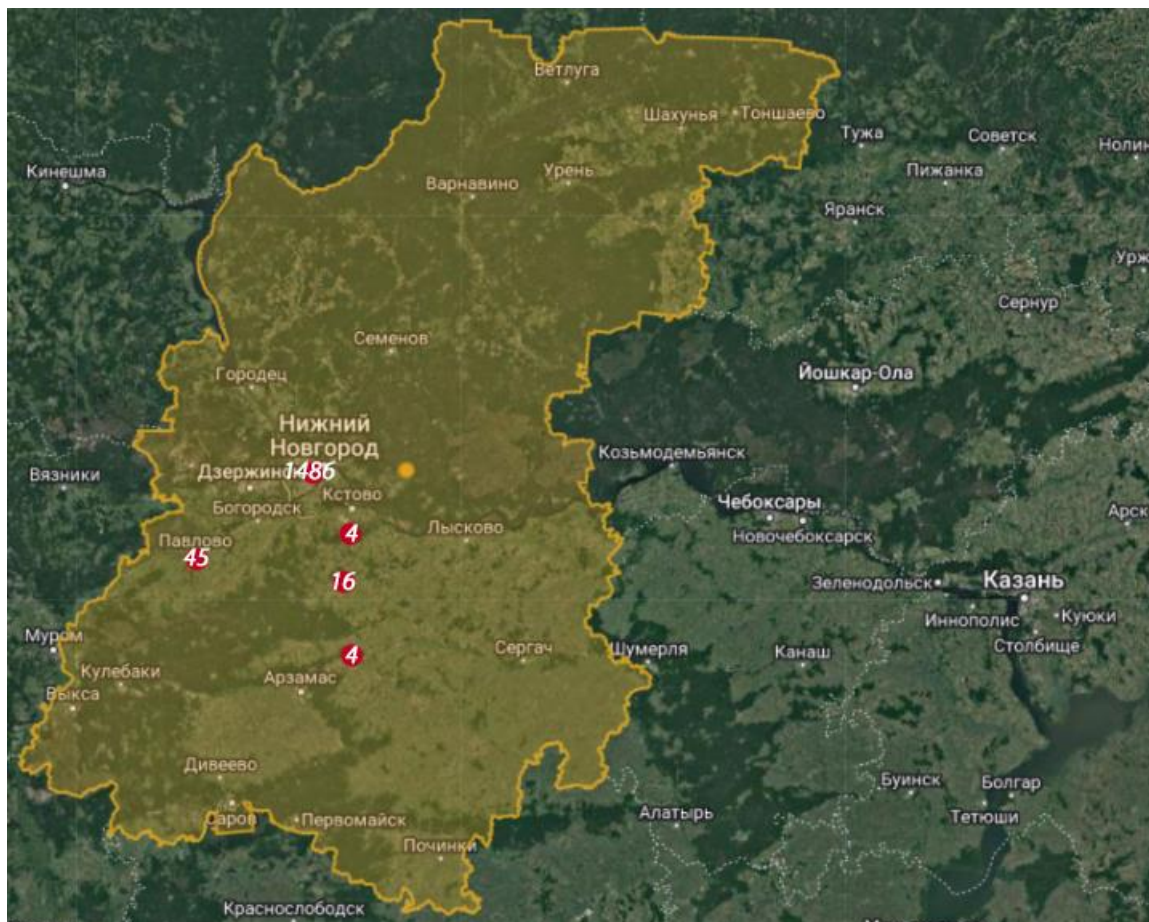 Ветлуга
Шахунья
Тоншаево
Тужа
Советск
Кинешма
Варнавино
Урень
Пижанка
Яранск
Сернур
Семенов
Городец
Йошкар-Ола
Нижний
Новгород
Вязники
Дзержинск
1486
Козьмодемьянск
Богородск
Кстово
Чебоксары
Новочебоксарск
Павлово
45
4
Лысково
16
Зеленодольск
Казань
Иннополис
Куюки
Столбище
Муром
Кулебаки
4
Сергач
Шумерля
Канаш
Выкса
Арзамас
Дивеево
Буинск
Болгар
Тетюши
Саров
Первомайск
Алатырь
Починки
Краснослободск